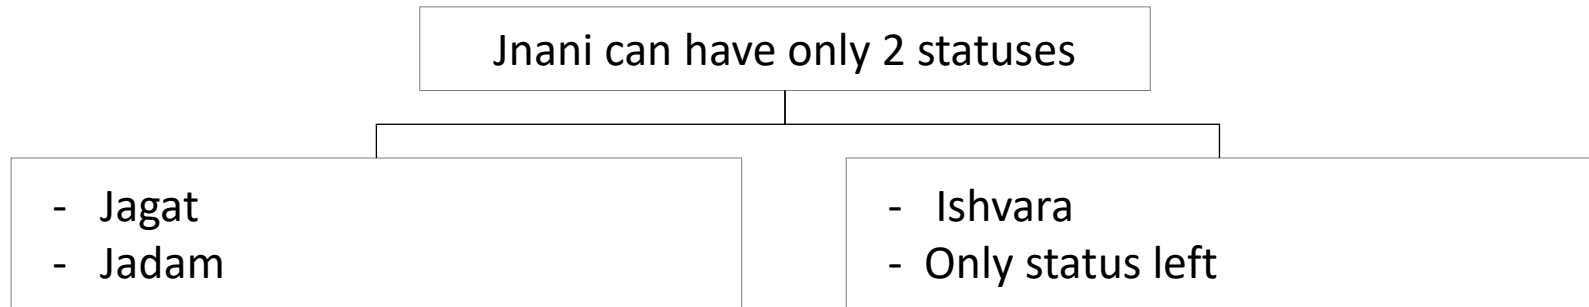 Jnani can have only 2 statuses
- Jagat
- Jadam
- Ishvara
- Only status left